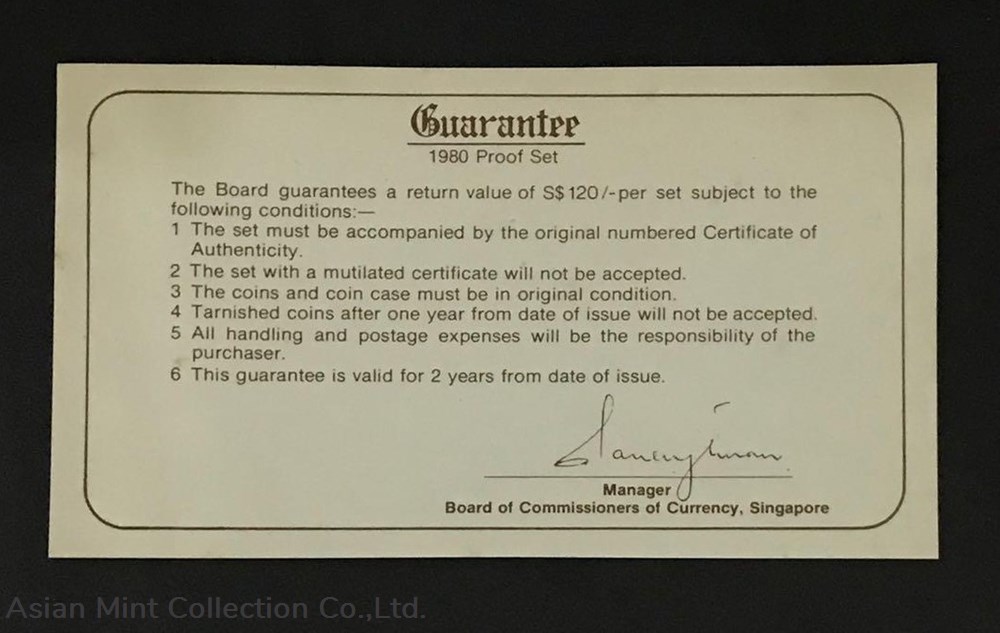 Guarantee
1980 Proof Set
The Board guarantees a return value of S$120/-per set subject to the
following conditions:—
1 The set must be accompanied by the original numbered Certificate of
Authenticity.
2 The set with a mutilated certificate will not be accepted.
3 The coins and coin case must be in original condition.
4 Tarnished coins after one year from date of issue will not be accepted.
5 All handling and postage expenses will be the responsibility of the
purchaser.
6 This guarantee is valid for 2 years from date of issue.
Manager
Board of Commissioners of Currency, Singapore
Asian Mint Collection Co.,Ltd.